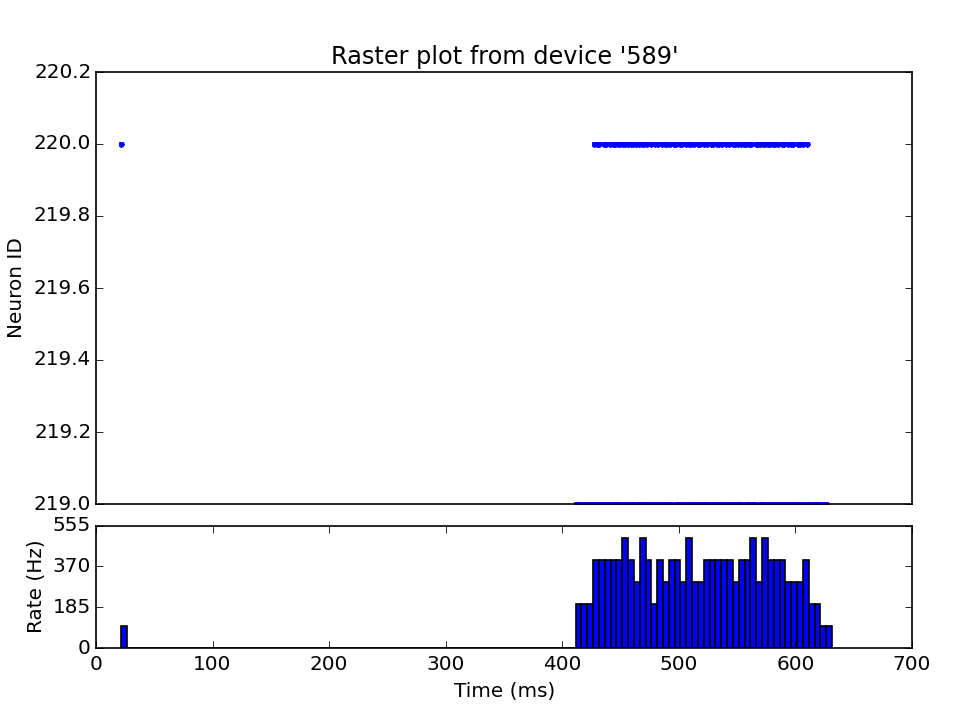 Raster plot from device '589'
220.2
220.0
219.8
219.6
219.4
219.2
219.0
Neuron ID
555
370
185
0
Rate (Hz)
0 100 200 300 400 500 600 700
Time (ms)